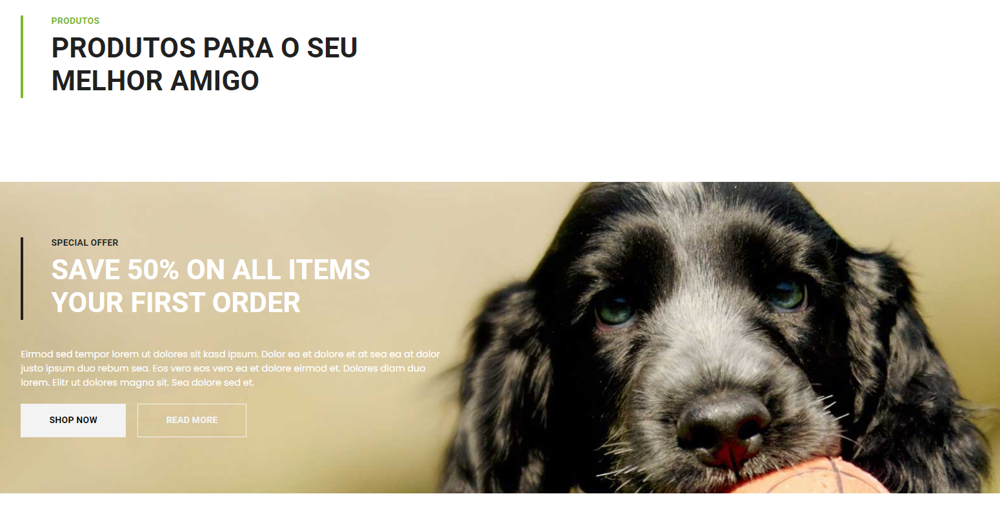 PRODUTOS
PRODUTOS PARA O SEU
MELHOR AMIGO
SPECIAL OFFER
SAVE 50% ON ALL ITEMS
YOUR FIRST ORDER
Eirmod sed tempor lorem ut dolores sit kasd ipsum. Dolor ea et dolore et at sea ea at dolor
justo ipsum duo rebum sea. Eos vero eos vero ea et dolore eirmod et. Dolores diam duo
lorem. Elitr ut dolores magna sit. Sea dolore sed et.
SHOP NOW
READ MORE